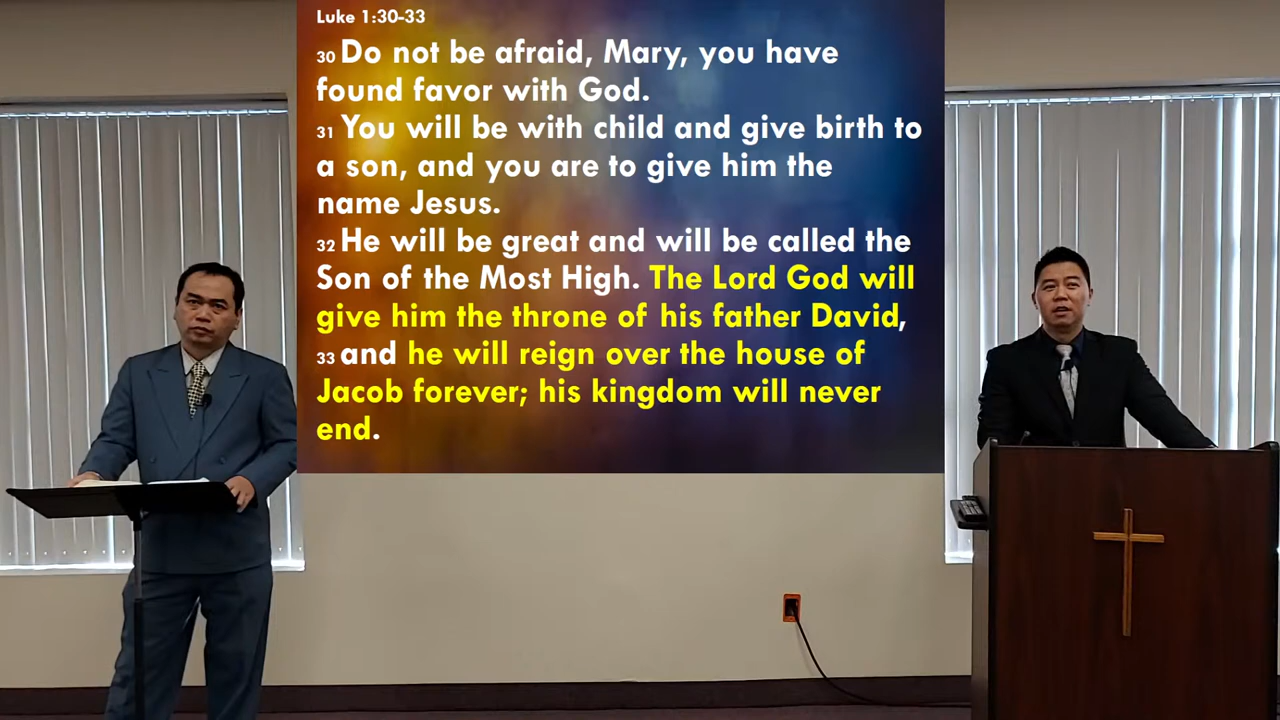 Luke 1:30-33
30 Do not be afraid, Mary, you have
found favor with God.
31 You will be with child and give birth to
a son, and you are to give him the
name Jesus.
32 He will be great and will be called the
Son of the Most High. The Lord God will
give him the throne of his father David,
33 and he will reign over the house of
Jacob forever; his kingdom will never
end.